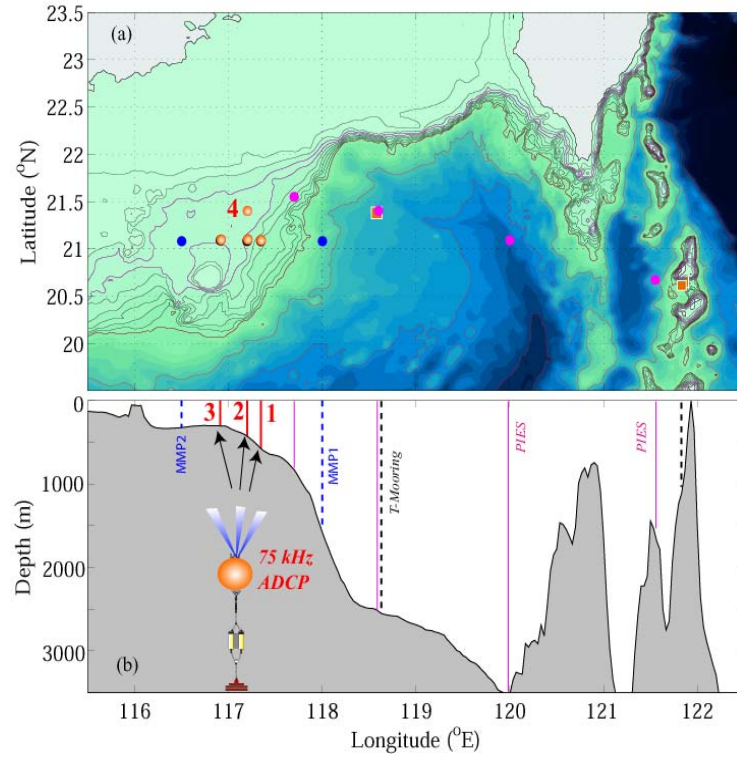 23.5
23
22.5
22
21.5
21
20.5
20
Latitude (°N)
(a)
4
0
1000
2000
3000
Depth (m)
3
2
1
MMP2
MMP1
T-Mooring
PIES
PIES
75 kHz
ADCP
(b)
116
117
118
119
120
121
122
Longitude (°E)